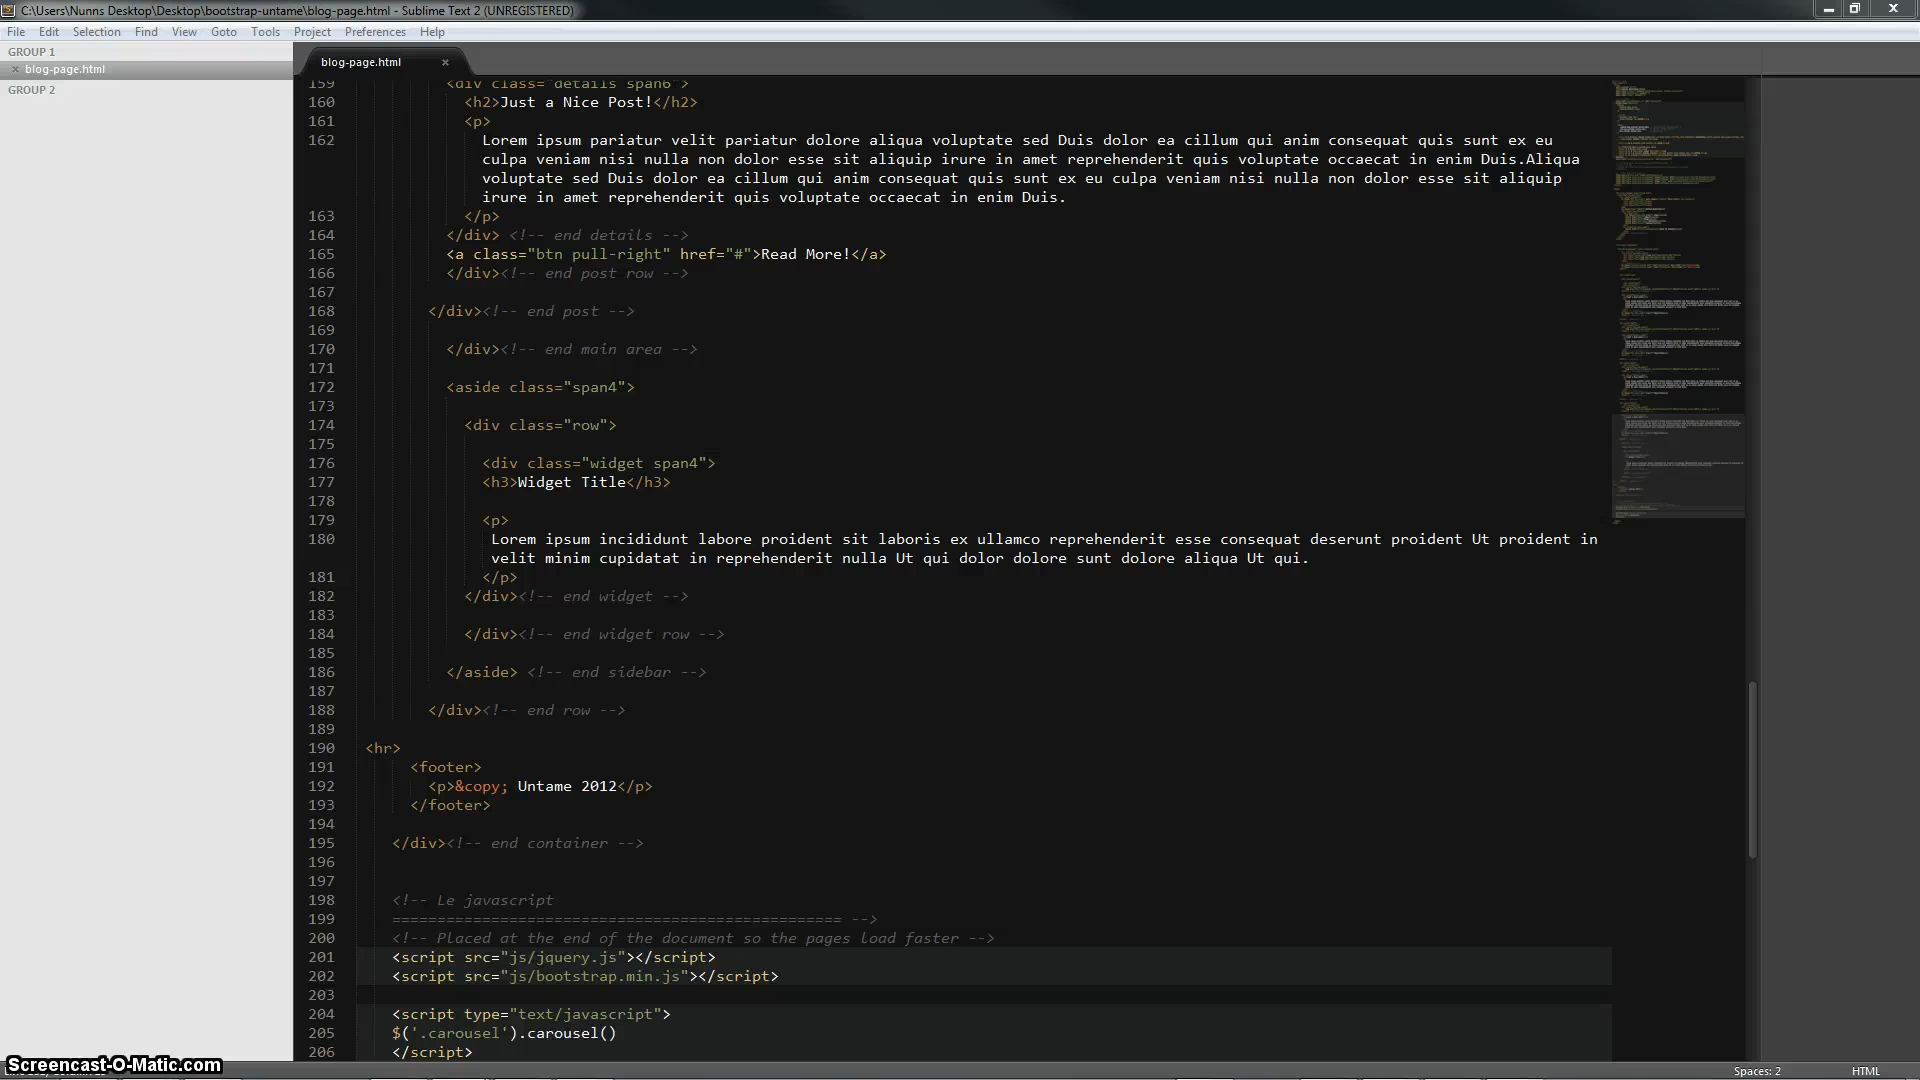 C:\Users\Nunns Desktop\Desktop\bootstrap-untame\blog-page.html - Sublime Text 2 (UNREGISTERED)
File Edit Selection Find View Goto Tools Project Preferences Help
GROUP 1
blog-page.html
GROUP 2
blog-page.html
159 <div class="details span6">
160 <h2>Just a Nice Post!</h2>
161 <p>
162 Lorem ipsum pariatur velit pariatur dolore aliqua voluptate sed Duis dolor ea cillum qui anim consequat quis sunt ex eu
culpa veniam nisi nulla non dolor esse sit aliquip irure in amet reprehenderit quis voluptate occaecat in enim Duis.Aliqua
voluptate sed Duis dolor ea cillum qui anim consequat quis sunt ex eu culpa veniam nisi nulla non dolor esse sit aliquip
irure in amet reprehenderit quis voluptate occaecat in enim Duis.
163 </p>
164 </div> <!-- end details -->
165 <a class="btn pull-right" href="#">Read More!</a>
166 </div><!-- end post row -->
167
168 </div><!-- end post -->
169
170 </div><!-- end main area -->
171
172 <aside class="span4">
173
174 <div class="row">
175
176 <div class="widget span4">
177 <h3>Widget Title</h3>
178
179 <p>
180 Lorem ipsum incididunt labore proident sit laboris ex ullamco reprehenderit esse consequat deserunt proident Ut proident in
velit minim cupidatat in reprehenderit nulla Ut qui dolor dolore sunt dolore aliqua Ut qui.
181 </p>
182 </div><!-- end widget -->
183
184 </div><!-- end widget row -->
185
186 </aside> <!-- end sidebar -->
187
188 </div><!-- end row -->
189
190 <hr>
191 <footer>
192 <p>&copy; Untame 2012</p>
193 </footer>
194
195 </div><!-- end container -->
196
197
198 <!-- Le javascript
199 ================================================== -->
200 <!-- Placed at the end of the document so the pages load faster -->
201 <script src="js/jquery.js"></script>
202 <script src="js/bootstrap.min.js"></script>
203
204 <script type="text/javascript">
205 $('.carousel').carousel()
206 </script>
Screencast-O-Matic.com
Spaces: 2 HTML